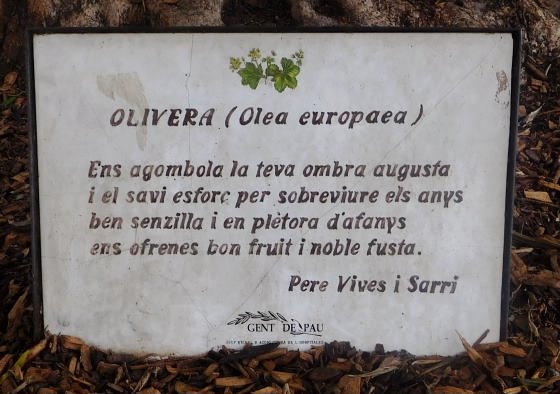 OLIVERA (Olea europaea)
Ens agombola la teva ombra augusta
i el savi esforç per sobreviure els anys
ben senzilla i en plètora d'afanys
ens ofrenes bon fruit i noble fusta.
Pere Vives i Sarri
GENT DE PAU